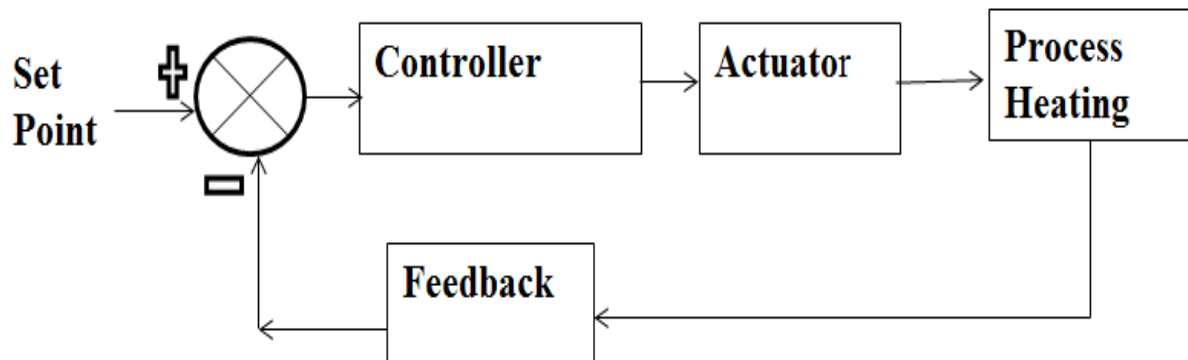 Set
Point
+
-
Controller
Actuator
Process
Heating
Feedback